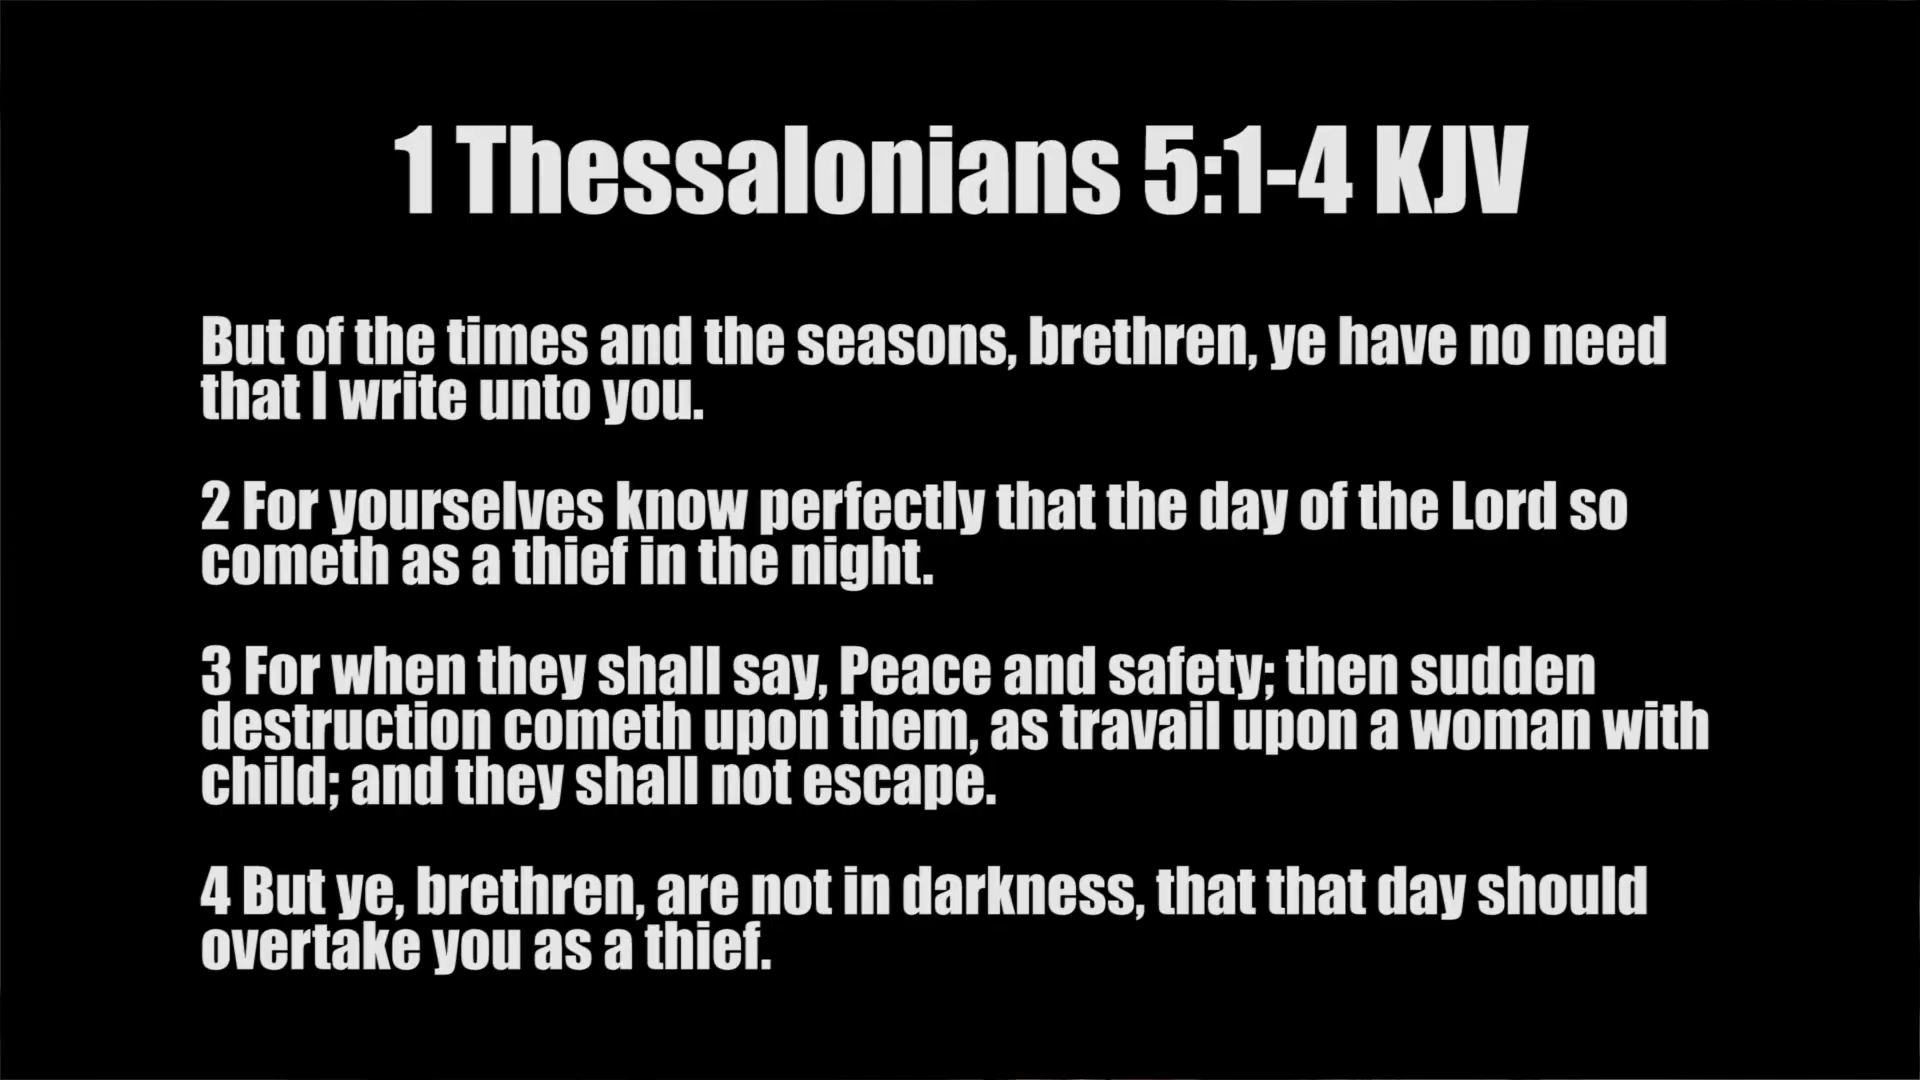 1 Thessalonians 5:1-4 KJV
But of the times and the seasons, brethren, ye have no need
that I write unto you.
2 For yourselves know perfectly that the day of the Lord so
cometh as a thief in the night.
3 For when they shall say, Peace and safety; then sudden
destruction cometh upon them, as travail upon a woman with
child; and they shall not escape.
4 But ye, brethren, are not in darkness, that that day should
overtake you as a thief.